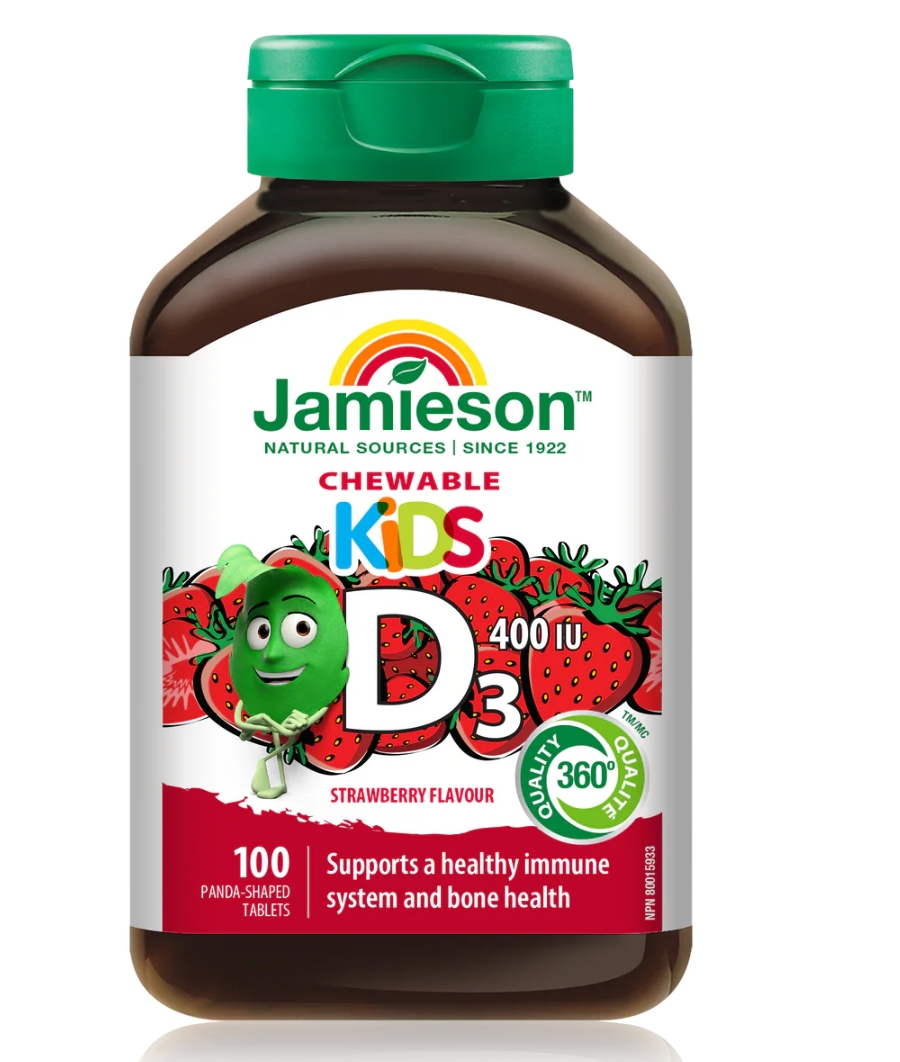 Jamieson™
NATURAL SOURCES | SINCE 1922
CHEWABLE
KiDS
D3
400 IU
STRAWBERRY FLAVOUR
QUALITY
360°
QUALITÉ
TM/MC
100
PANDA-SHAPED
TABLETS
Supports a healthy immune
system and bone health
NPN 80015933